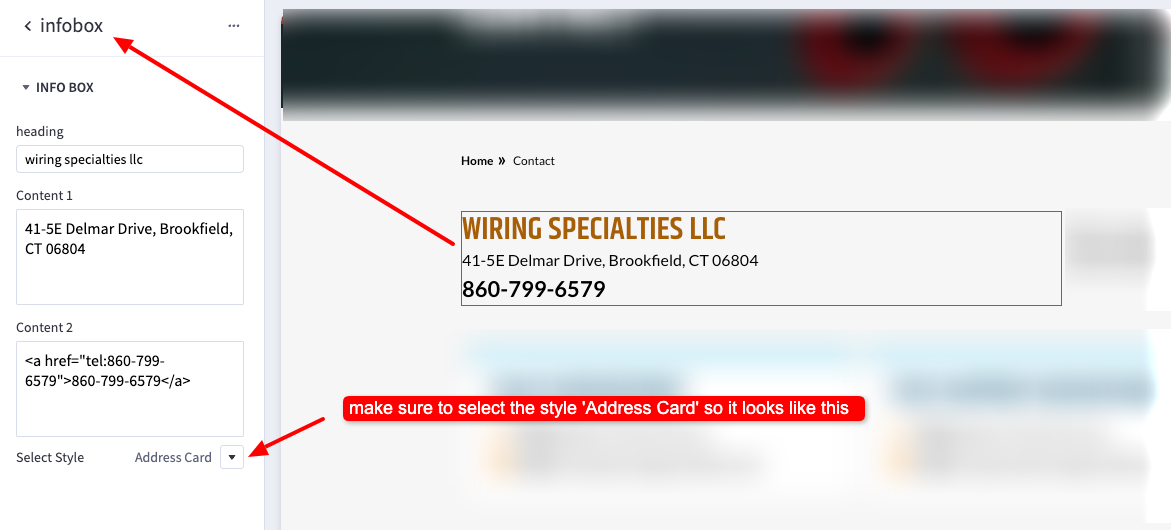 infobox
...
INFO BOX
heading
wiring specialties llc
Content 1
41-5E Delmar Drive, Brookfield,
CT 06804
Content 2
<a href="tel:860-799-
6579">860-799-6579</a>
Select Style Address Card
Home » Contact
WIRING SPECIALTIES LLC
41-5E Delmar Drive, Brookfield, CT 06804
860-799-6579
make sure to select the style 'Address Card' so it looks like this